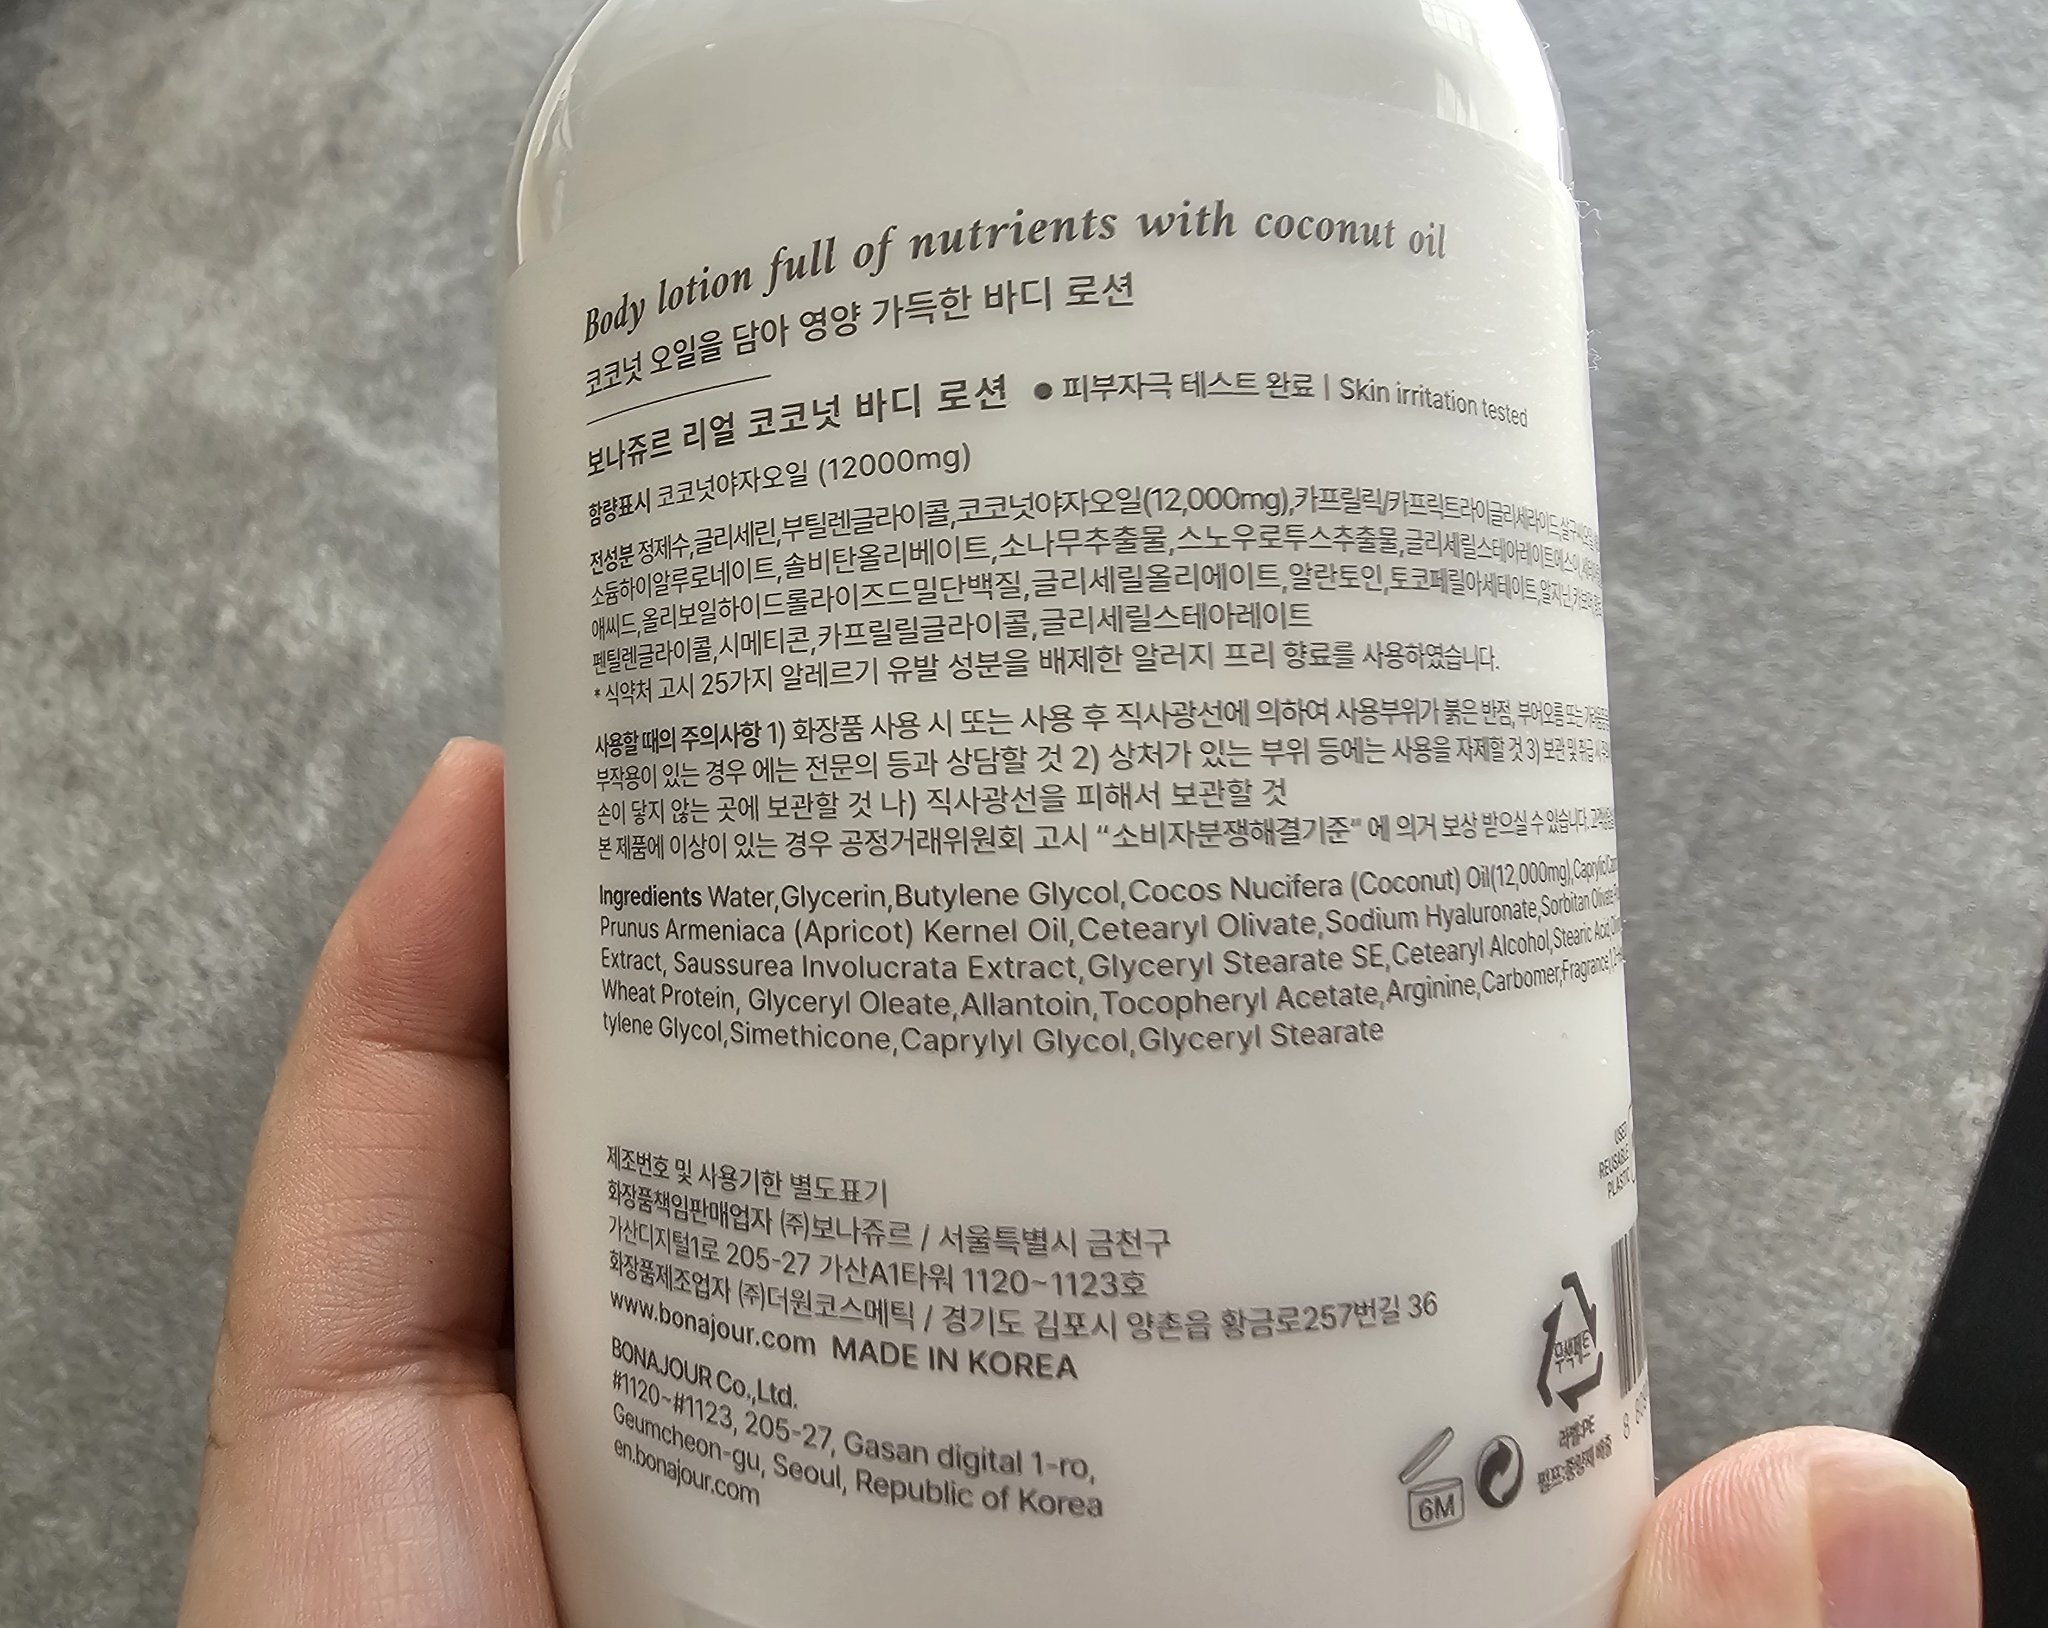 Body lotion full of nutrients with coconut oil
코코넛 오일을 담아 영양 가득한 바디 로션
보나쥬르 리얼 코코넛 바디 로션 ● 피부자극 테스트 완료 | Skin irritation tested
함량표시 코코넛야자오일 (12000mg)
전성분 정제수,글리세린,부틸렌글라이콜,코코넛야자오일(12,000mg),카프릴릭/카프릭트라이글리세라이드,살구씨오일
소듐하이알루로네이트,솔비탄올리베이트,소나무추출물,스노우로투스추출물,글리세릴스테아레이트에스이
애씨드,올리보일하이드롤라이즈드밀단백질,글리세릴올리에이트,알란토인,토코페릴아세테이트,알지닌,카보머
펜틸렌글라이콜,시메티콘,카프릴릴글라이콜,글리세릴스테아레이트
* 식약처 고시 25가지 알레르기 유발 성분을 배제한 알러지 프리 향료를 사용하였습니다.
사용할 때의 주의사항 1) 화장품 사용 시 또는 사용 후 직사광선에 의하여 사용부위가 붉은 반점, 부어오름 또는
부작용이 있는 경우 에는 전문의 등과 상담할 것 2) 상처가 있는 부위 등에는 사용을 자제할 것 3) 보관 및 취급
손이 닿지 않는 곳에 보관할 것 나) 직사광선을 피해서 보관할 것
본 제품에 이상이 있는 경우 공정거래위원회 고시 “소비자분쟁해결기준” 에 의거 보상 받으실 수 있습니다.
Ingredients Water,Glycerin,Butylene Glycol,Cocos Nucifera (Coconut) Oil(12,000mg),Caprylic
Prunus Armeniaca (Apricot) Kernel Oil,Cetearyl Olivate,Sodium Hyaluronate,Sorbitan Olivate
Extract, Saussurea Involucrata Extract,Glyceryl Stearate SE,Cetearyl Alcohol,Stearic Acid
Wheat Protein, Glyceryl Oleate,Allantoin,Tocopheryl Acetate,Arginine,Carbomer,Fragrance
tylene Glycol,Simethicone,Caprylyl Glycol,Glyceryl Stearate
USED
REUSABLE
PLASTIC
제조번호 및 사용기한 별도표기
화장품책임판매업자 (주)보나쥬르 / 서울특별시 금천구
가산디지털1로 205-27 가산A1타워 1120~1123호
화장품제조업자 (주)더원코스메틱 / 경기도 김포시 양촌읍 황금로257번길 36
www.bonajour.com MADE IN KOREA
BONAJOUR Co.,Ltd.
#1120~#1123, 205-27, Gasan digital 1-ro,
Geumcheon-gu, Seoul, Republic of Korea
en.bonajour.com
6M
무색페트
라벨:PE